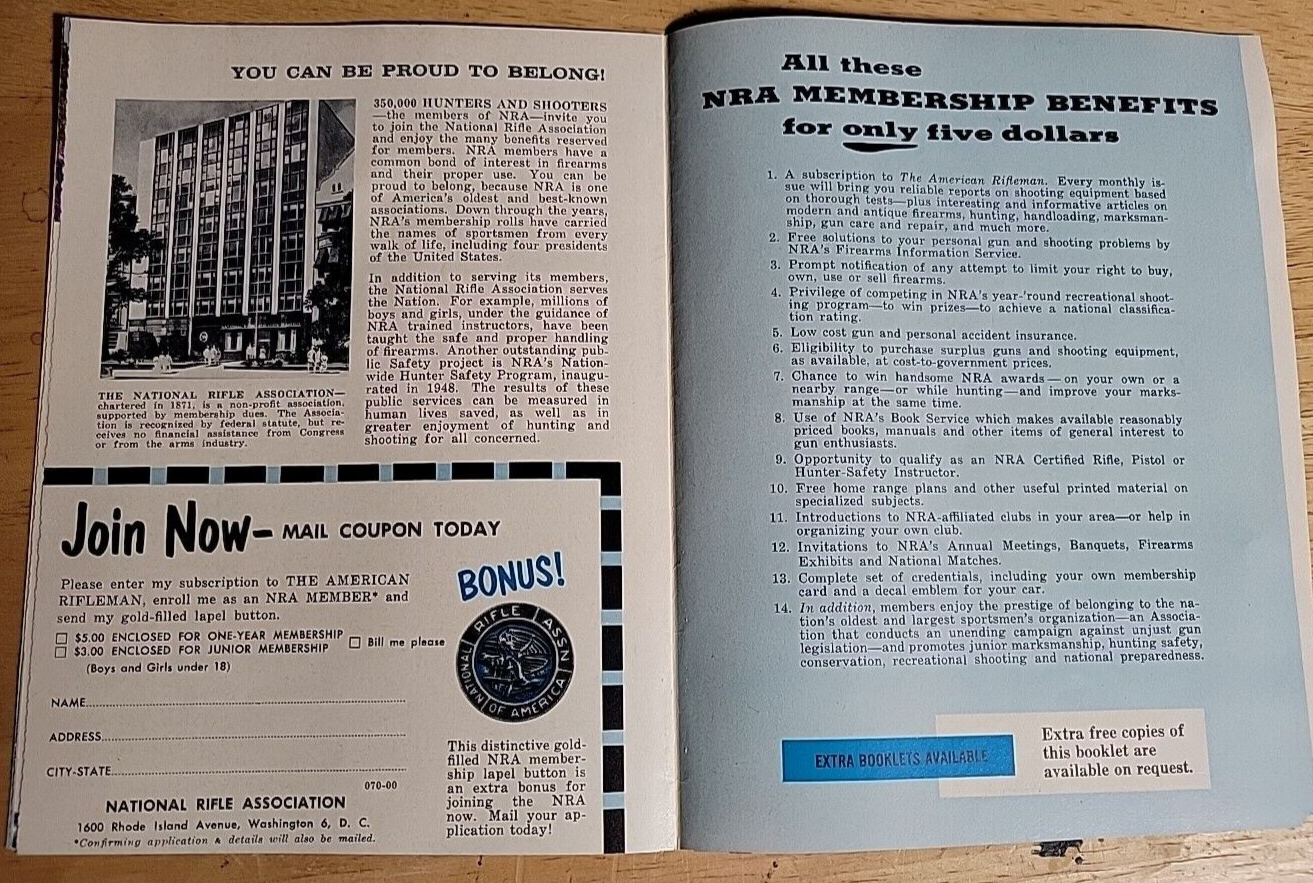 YOU CAN BE PROUD TO BELONG!
350,000 HUNTERS AND SHOOTERS
—the members of NRA—invite you
to join the National Rifle Association
and enjoy the many benefits reserved
for members. NRA members have a
common bond of interest in firearms
and their proper use. You can be
proud to belong, because NRA is one
of America's oldest and best-known
associations. Down through the years,
NRA's membership rolls have carried
the names of sportsmen from every
walk of life, including four presidents
of the United States.
In addition to serving its members,
the National Rifle Association serves
the Nation. For example, millions of
boys and girls, under the guidance of
NRA trained instructors, have been
taught the safe and proper handling
of firearms. Another outstanding pub-
lic Safety project is NRA's Nation-
wide Hunter Safety Program, inaugu-
rated in 1948. The results of these
public services can be measured in
human lives saved, as well as in
greater enjoyment of hunting and
shooting for all concerned.
THE NATIONAL RIFLE ASSOCIATION—
chartered in 1871, is a non-profit association,
supported by membership dues. The Associa-
tion is recognized by federal statute, but re-
ceives no financial assistance from Congress
or from the arms industry.
Join Now— MAIL COUPON TODAY
Please enter my subscription to THE AMERICAN
RIFLEMAN, enroll me as an NRA MEMBER* and
send my gold-filled lapel button.
$5.00 ENCLOSED FOR ONE-YEAR MEMBERSHIP
$3.00 ENCLOSED FOR JUNIOR MEMBERSHIP
Bill me please
(Boys and Girls under 18)
NAME
ADDRESS
CITY-STATE
070-00
NATIONAL RIFLE ASSOCIATION
1600 Rhode Island Avenue, Washington 6, D. C.
*Confirming application & details will also be mailed.
BONUS!
NATIONAL RIFLE ASSN OF AMERICA
This distinctive gold-
filled NRA member-
ship lapel button is
an extra bonus for
joining the NRA
now. Mail your ap-
plication today!
All these
NRA MEMBERSHIP BENEFITS
for only five dollars
1. A subscription to The American Rifleman. Every monthly is-
sue will bring you reliable reports on shooting equipment based
on thorough tests—plus interesting and informative articles on
modern and antique firearms, hunting, handloading, marksman-
ship, gun care and repair, and much more.
2. Free solutions to your personal gun and shooting problems by
NRA's Firearms Information Service.
3. Prompt notification of any attempt to limit your right to buy,
own, use or sell firearms.
4. Privilege of competing in NRA's year-'round recreational shoot-
ing program—to win prizes—to achieve a national classifica-
tion rating.
5. Low cost gun and personal accident insurance.
6. Eligibility to purchase surplus guns and shooting equipment,
as available, at cost-to-government prices.
7. Chance to win handsome NRA awards—on your own or a
nearby range—or while hunting—and improve your marks-
manship at the same time.
8. Use of NRA's Book Service which makes available reasonably
priced books, manuals and other items of general interest to
gun enthusiasts.
9. Opportunity to qualify as an NRA Certified Rifle, Pistol or
Hunter-Safety Instructor.
10. Free home range plans and other useful printed material on
specialized subjects.
11. Introductions to NRA-affiliated clubs in your area—or help in
organizing your own club.
12. Invitations to NRA's Annual Meetings, Banquets, Firearms
Exhibits and National Matches.
13. Complete set of credentials, including your own membership
card and a decal emblem for your car.
14. In addition, members enjoy the prestige of belonging to the na-
tion's oldest and largest sportsmen's organization—an Associa-
tion that conducts an unending campaign against unjust gun
legislation—and promotes junior marksmanship, hunting safety,
conservation, recreational shooting and national preparedness.
EXTRA BOOKLETS AVAILABLE
Extra free copies of
this booklet are
available on request.